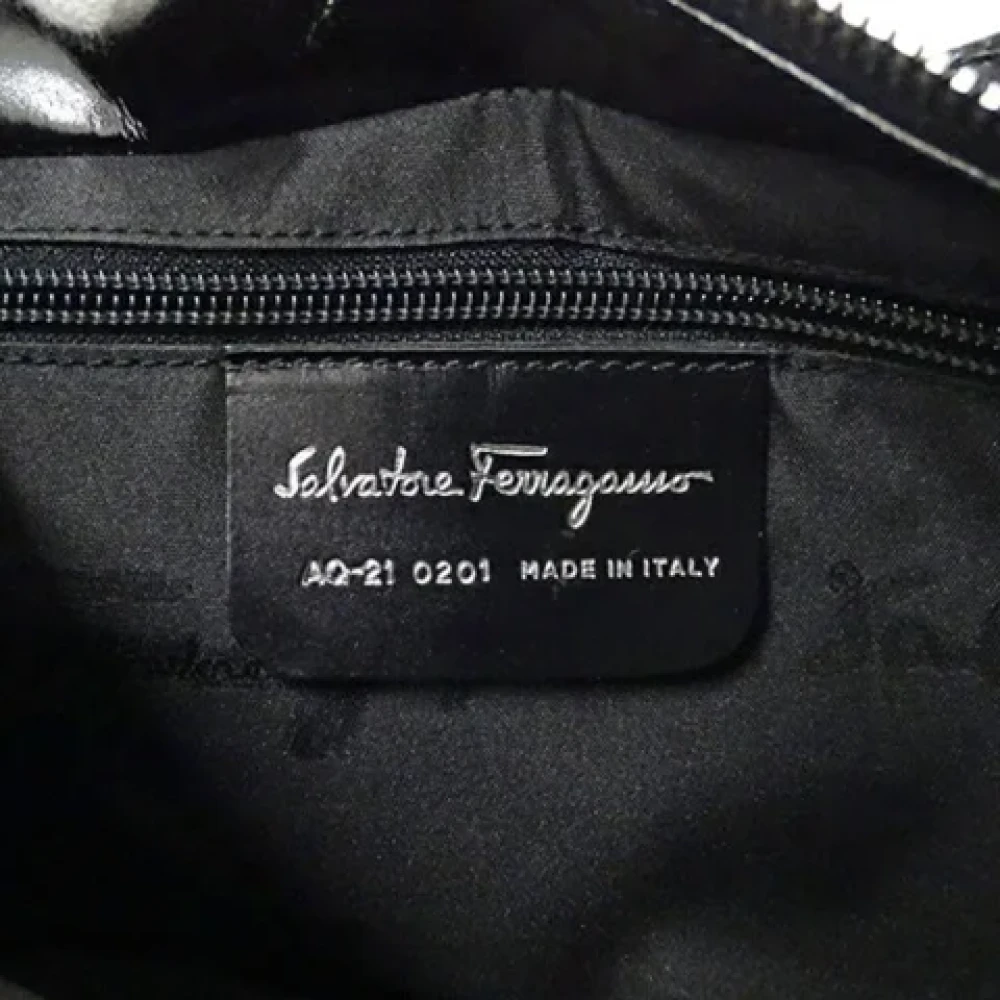 Salvatore Ferragamo
AQ-21 0201 MADE IN ITALY